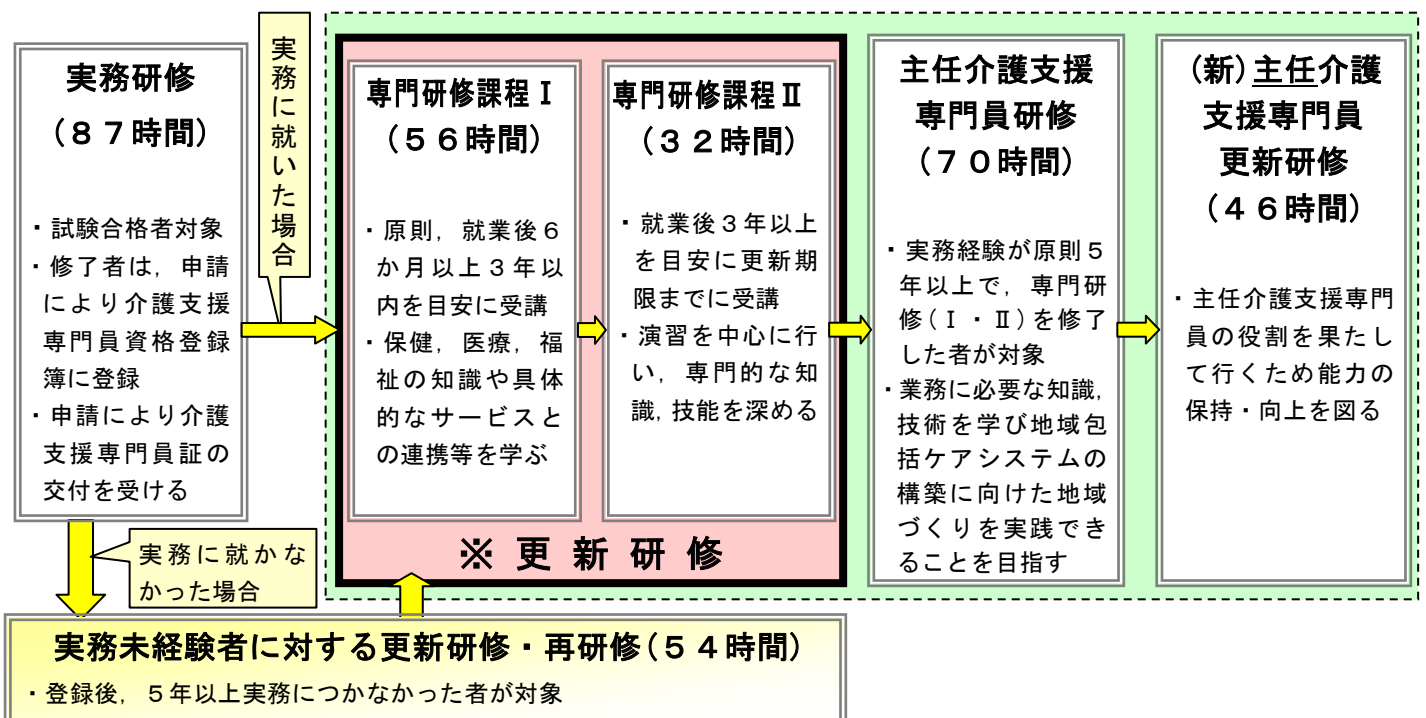 実務研修
(８７時間)
・試験合格者対象
・修了者は，申請
により介護支援
専門員資格登録
簿に登録
・申請により介護
支援専門員証の
交付を受ける
実務に就いた場合
専門研修課程Ⅰ
(５６時間)
・原則，就業後６
か月以上３年以
内を目安に受講
・保健，医療，福
祉の知識や具体
的なサービスと
の連携等を学ぶ
専門研修課程Ⅱ
(３２時間)
・就業後３年以上
を目安に更新期
限までに受講
・演習を中心に行
い，専門的な知
識，技能を深める
※更新研修
主任介護支援
専門員研修
(７０時間)
・実務経験が原則５
年以上で，専門研
修(Ⅰ・Ⅱ)を修了
した者が対象
・業務に必要な知識，
技術を学び地域包
括ケアシステムの
構築に向けた地域
づくりを実践でき
ることを目指す
(新)主任介護
支援専門員
更新研修
(４６時間)
・主任介護支援専門
員の役割を果たし
て行くため能力の
保持・向上を図る
実務に就かな
かった場合
実務未経験者に対する更新研修・再研修(５４時間)
・登録後，５年以上実務につかなかった者が対象